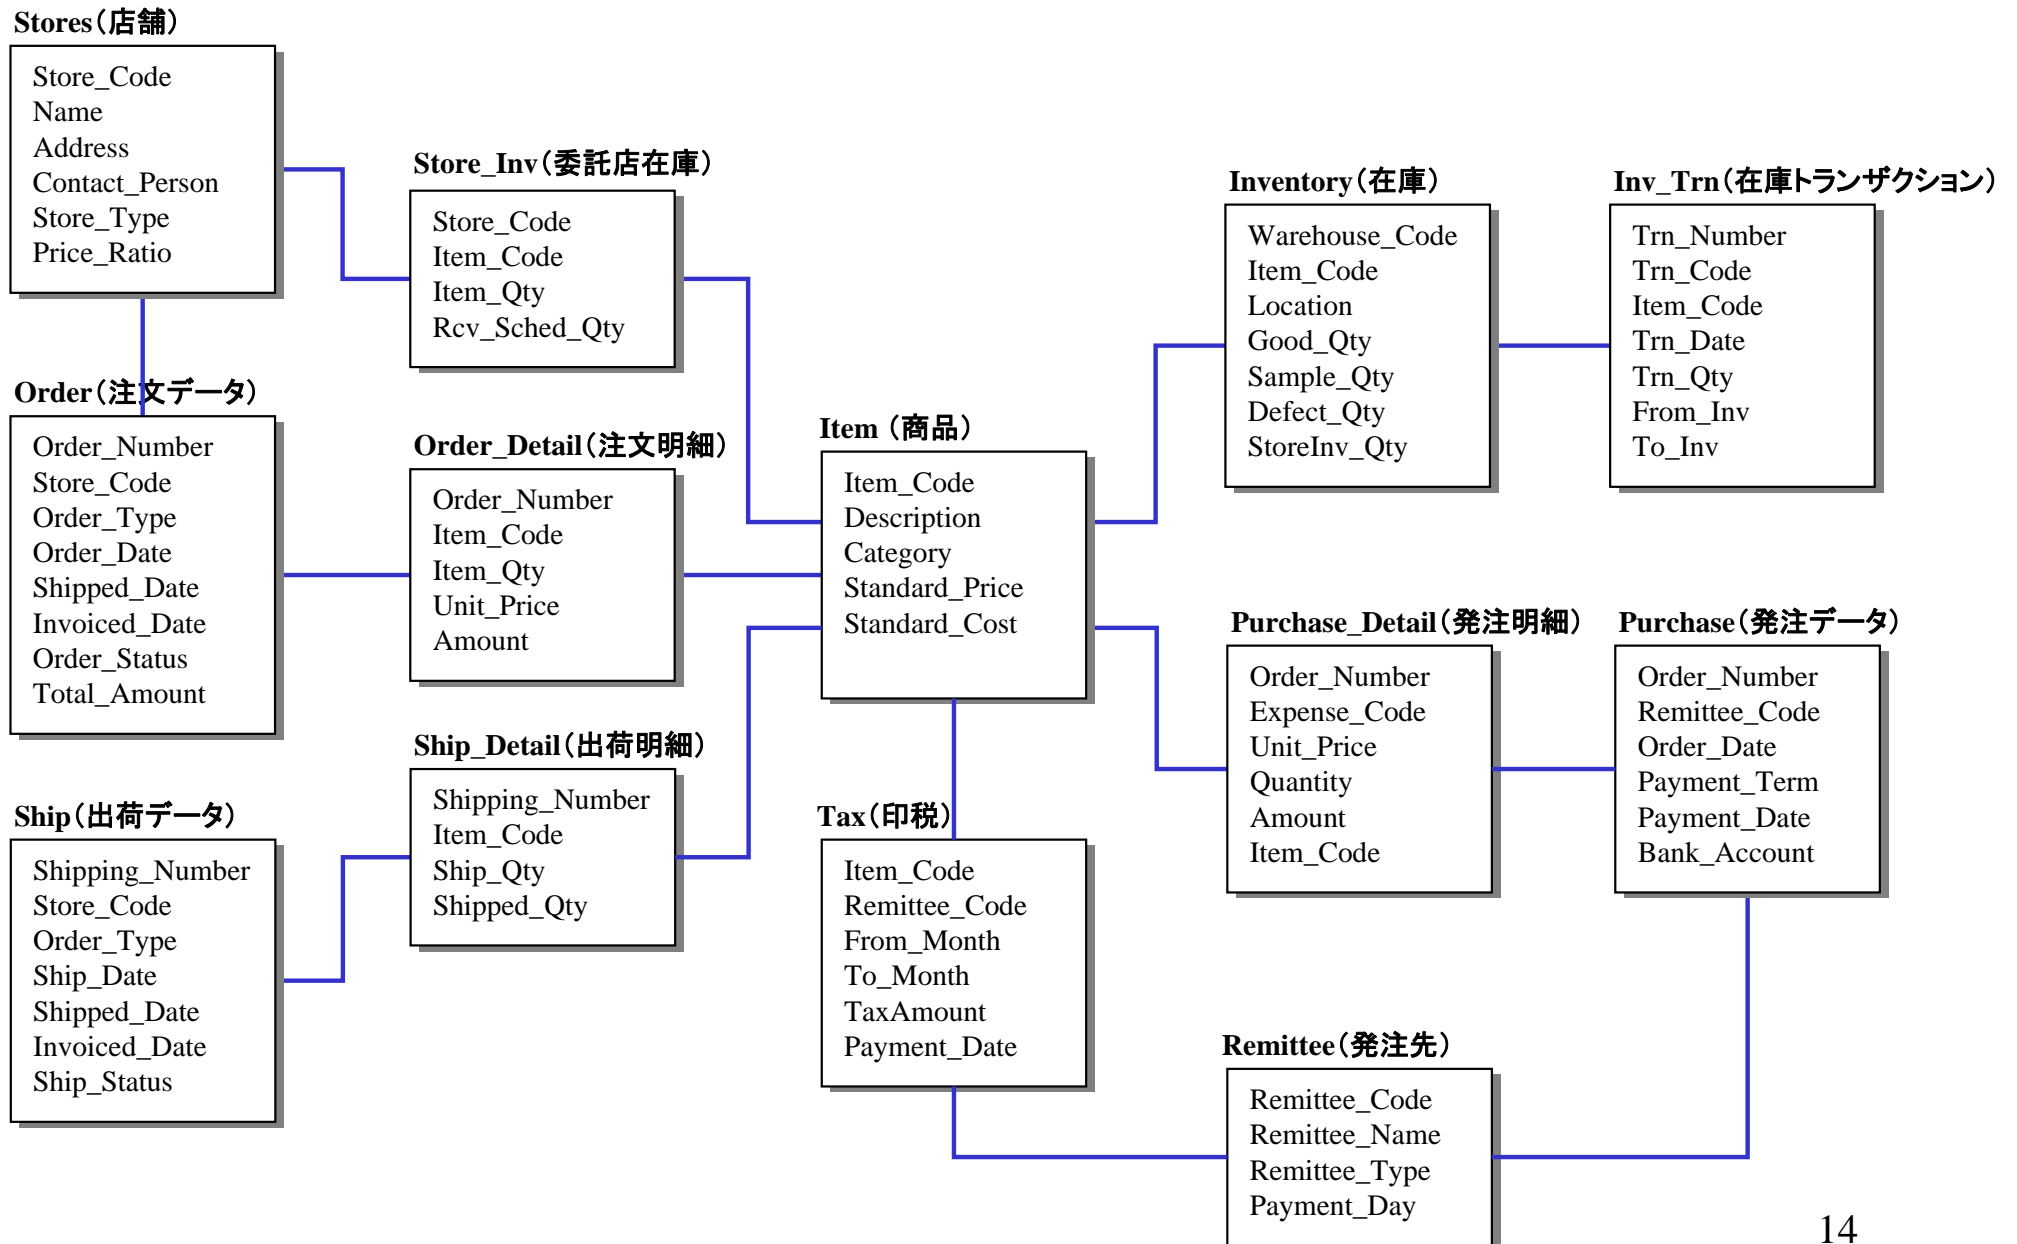 Stores（店舗）
Store_Code
Name
Address
Contact_Person
Store_Type
Price_Ratio
Store_Inv（委託店在庫）
Store_Code
Item_Code
Item_Qty
Rcv_Sched_Qty
Inventory（在庫）
Warehouse_Code
Item_Code
Location
Good_Qty
Sample_Qty
Defect_Qty
StoreInv_Qty
Inv_Trn（在庫トランザクション）
Trn_Number
Trn_Code
Item_Code
Trn_Date
Trn_Qty
From_Inv
To_Inv
Order（注文データ）
Order_Number
Store_Code
Order_Type
Order_Date
Shipped_Date
Invoiced_Date
Order_Status
Total_Amount
Order_Detail（注文明細）
Order_Number
Item_Code
Item_Qty
Unit_Price
Amount
Item（商品）
Item_Code
Description
Category
Standard_Price
Standard_Cost
Purchase_Detail（発注明細）
Order_Number
Expense_Code
Unit_Price
Quantity
Amount
Item_Code
Purchase（発注データ）
Order_Number
Remittee_Code
Order_Date
Payment_Term
Payment_Date
Bank_Account
Ship（出荷データ）
Shipping_Number
Store_Code
Order_Type
Ship_Date
Shipped_Date
Invoiced_Date
Ship_Status
Ship_Detail（出荷明細）
Shipping_Number
Item_Code
Ship_Qty
Shipped_Qty
Tax（印税）
Item_Code
Remittee_Code
From_Month
To_Month
TaxAmount
Payment_Date
Remittee（発注先）
Remittee_Code
Remittee_Name
Remittee_Type
Payment_Day
14